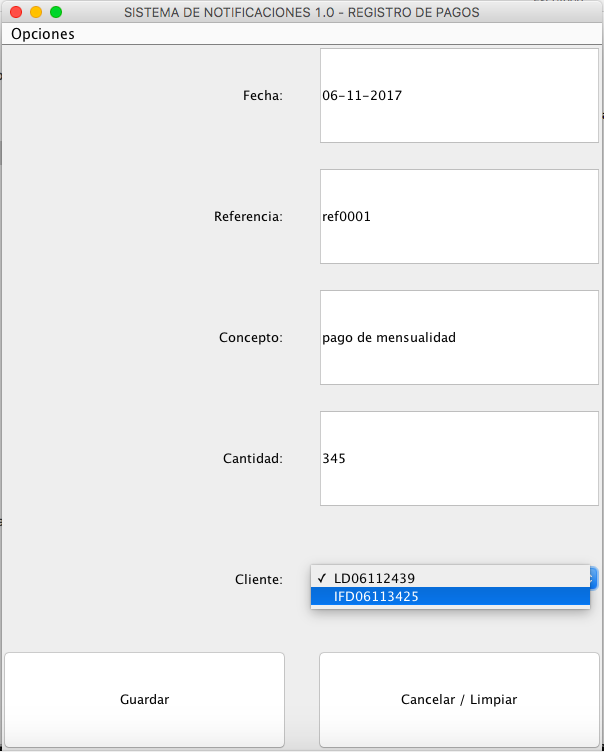 SISTEMA DE NOTIFICACIONES 1.0 - REGISTRO DE PAGOS
Opciones
Fecha: 06-11-2017
Referencia: ref0001
Concepto: pago de mensualidad
Cantidad: 345
Cliente: ✓ LD06112439
IFD06113425
Guardar Cancelar / Limpiar